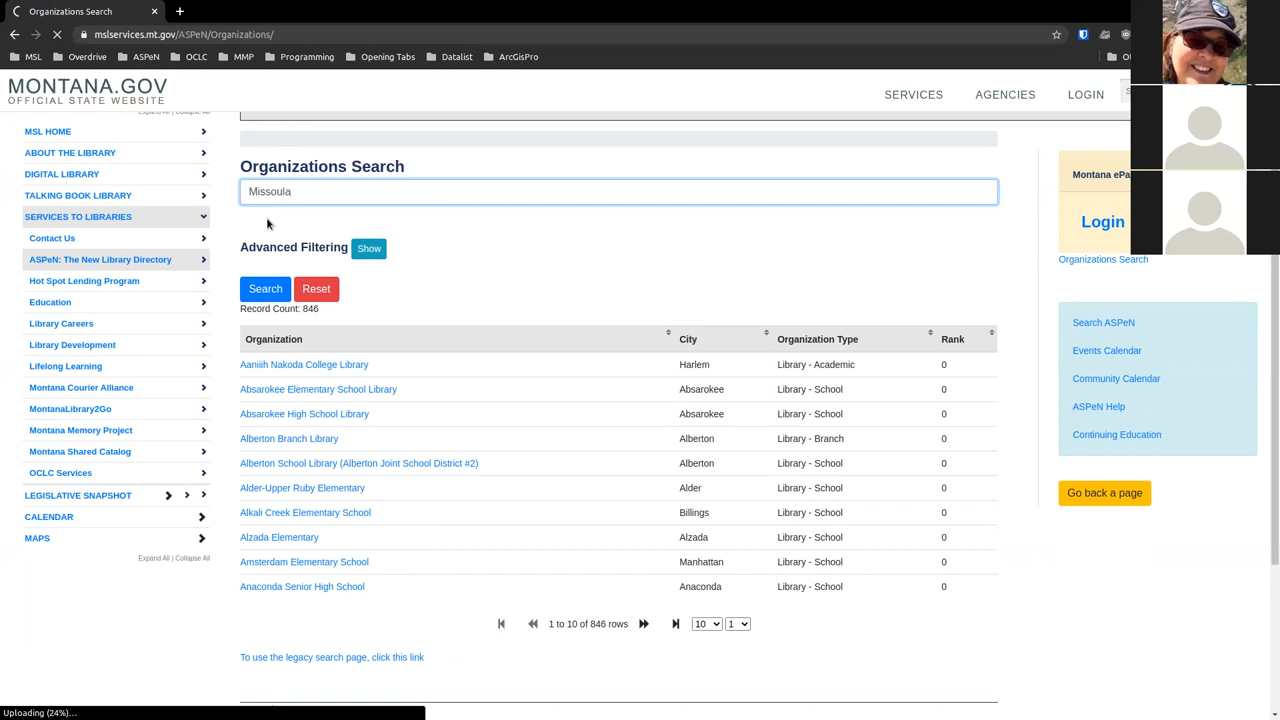 Organizations Search
mslservices.mt.gov/ASPeN/Organizations/
MSL Overdrive ASPeN OCLC MMP Programming Opening Tabs Datalist ArcGisPro
MONTANA.GOV
OFFICIAL STATE WEBSITE
SERVICES AGENCIES LOGIN
Expand All | Collapse All
MSL HOME
ABOUT THE LIBRARY
DIGITAL LIBRARY
TALKING BOOK LIBRARY
SERVICES TO LIBRARIES
Contact Us
ASPeN: The New Library Directory
Hot Spot Lending Program
Education
Library Careers
Library Development
Lifelong Learning
Montana Courier Alliance
MontanaLibrary2Go
Montana Memory Project
Montana Shared Catalog
OCLC Services
LEGISLATIVE SNAPSHOT
CALENDAR
MAPS
Expand All | Collapse All
Organizations Search
Missoula
Advanced Filtering Show
Search Reset
Record Count: 846
Organization City Organization Type Rank
Aaniiih Nakoda College Library Harlem Library - Academic 0
Absarokee Elementary School Library Absarokee Library - School 0
Absarokee High School Library Absarokee Library - School 0
Alberton Branch Library Alberton Library - Branch 0
Alberton School Library (Alberton Joint School District #2) Alberton Library - School 0
Alder-Upper Ruby Elementary Alder Library - School 0
Alkali Creek Elementary School Billings Library - School 0
Alzada Elementary Alzada Library - School 0
Amsterdam Elementary School Manhattan Library - School 0
Anaconda Senior High School Anaconda Library - School 0
1 to 10 of 846 rows 10 1
To use the legacy search page, click this link
Montana ePa
Login
Organizations Search
Search ASPeN
Events Calendar
Community Calendar
ASPeN Help
Continuing Education
Go back a page
Uploading (24%)…